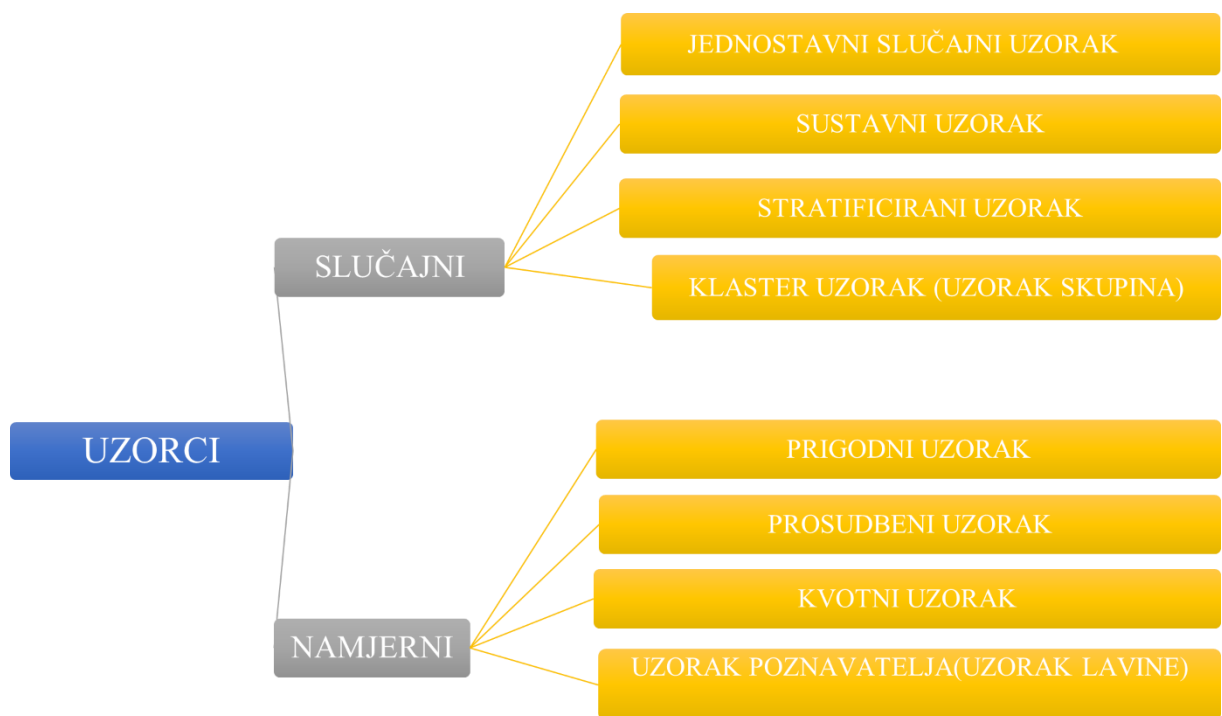 UZORCI
SLUČAJNI
JEDNOSTAVNI SLUČAJNI UZORAK
SUSTAVNI UZORAK
STRATIFICIRANI UZORAK
KLASTER UZORAK (UZORAK SKUPINA)
NAMJERNI
PRIGODNI UZORAK
PROSUDBENI UZORAK
KVOTNI UZORAK
UZORAK POZNAVATELJA(UZORAK LAVINE)